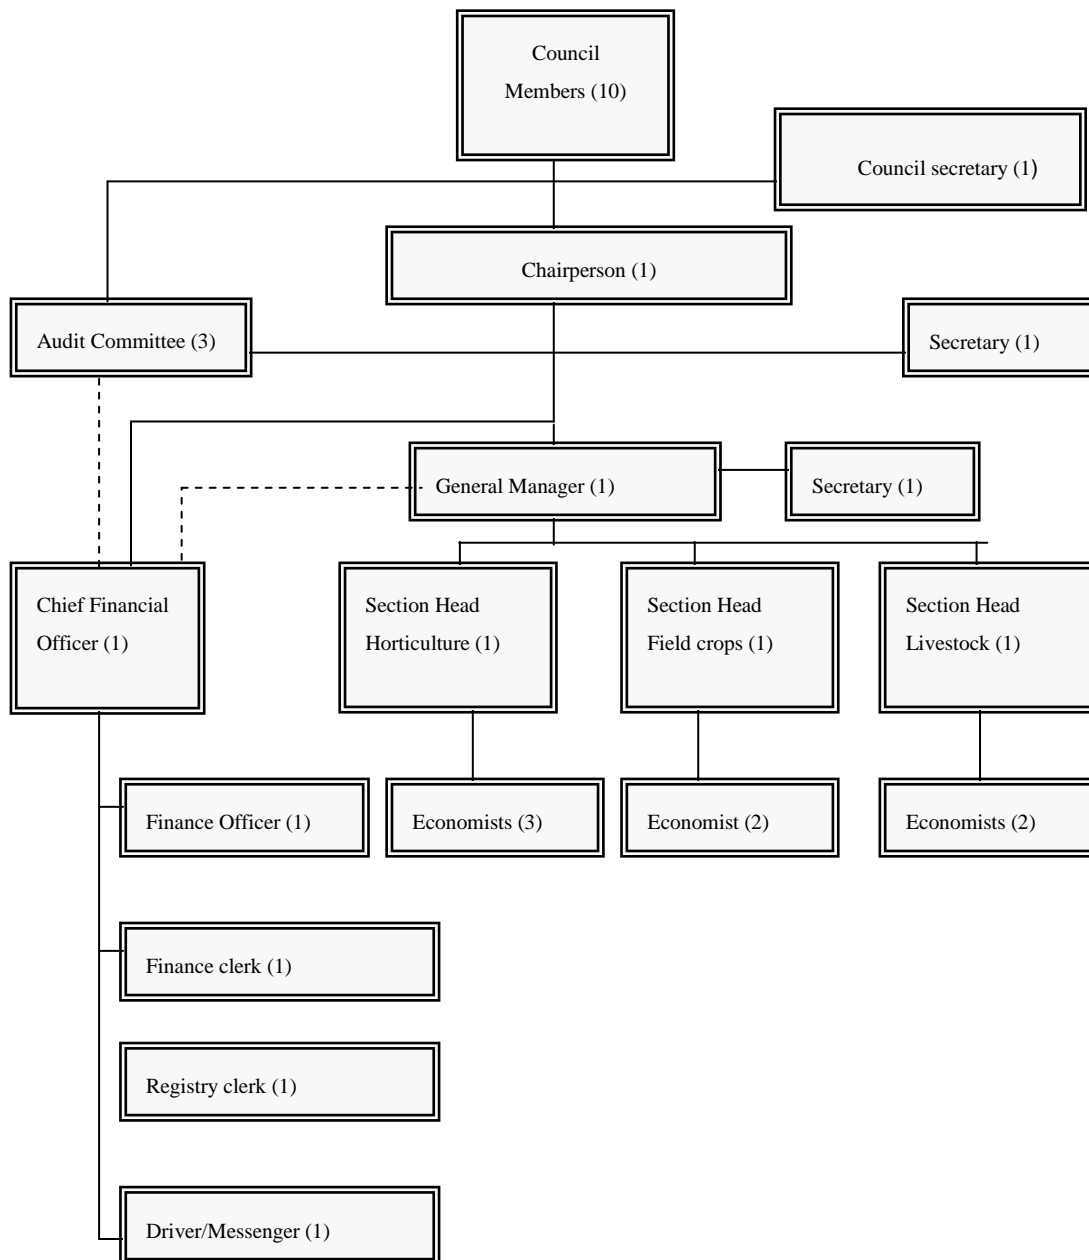 Council
Members (10)
Council secretary (1)
Chairperson (1)
Audit Committee (3)
Secretary (1)
General Manager (1)
Secretary (1)
Chief Financial
Officer (1)
Section Head
Horticulture (1)
Section Head
Field crops (1)
Section Head
Livestock (1)
Finance Officer (1)
Economists (3)
Economist (2)
Economists (2)
Finance clerk (1)
Registry clerk (1)
Driver/Messenger (1)